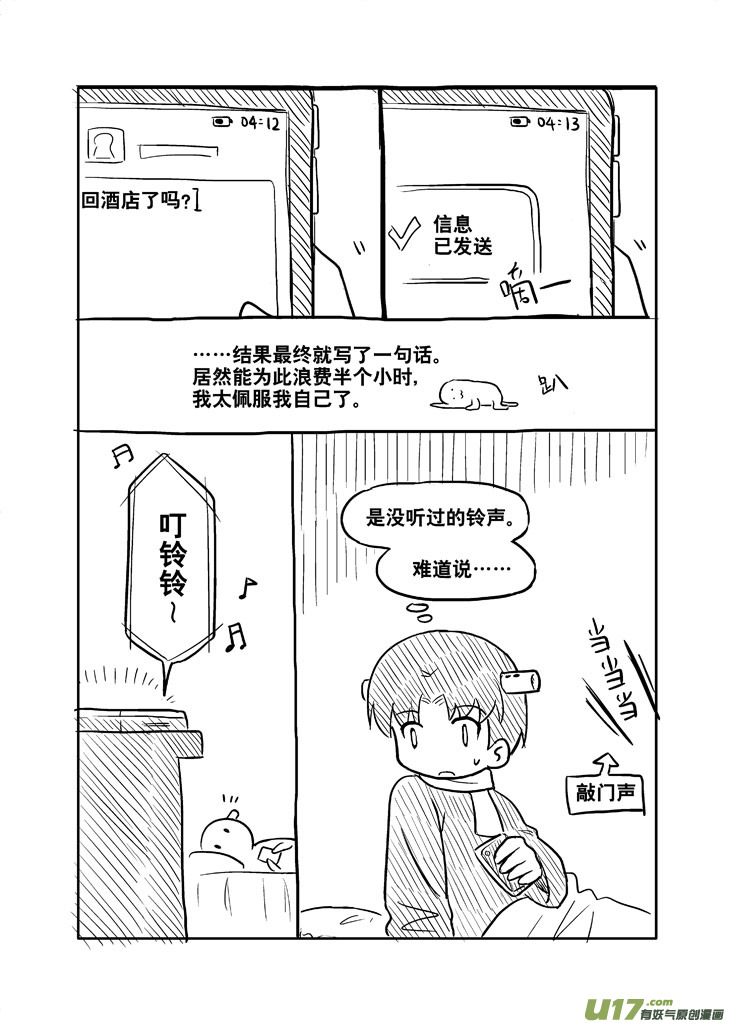 04:12
回酒店了吗?
04:13
信息
已发送
嘀一
……结果最终就写了一句话。
居然能为此浪费半个小时，
我太佩服我自己了。
趴
叮铃铃~
是没听过的铃声。
难道说……
当当当
敲门声
U17.com
有妖气原创漫画